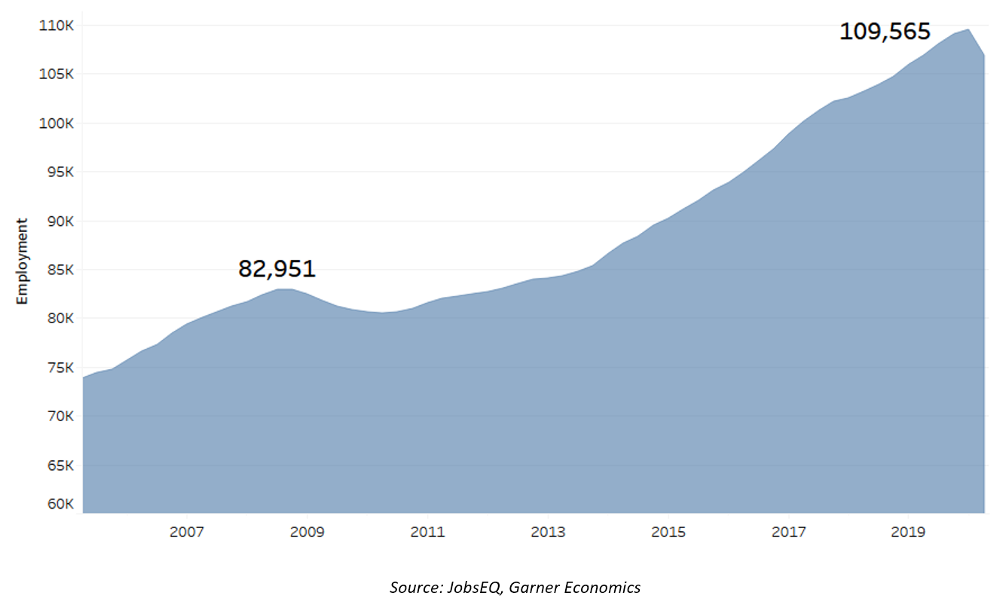 110K
109,565
105K
100K
95K
90K
85K
82,951
80K
75K
70K
65K
60K
Employment
2007 2009 2011 2013 2015 2017 2019
Source: JobsEQ, Garner Economics